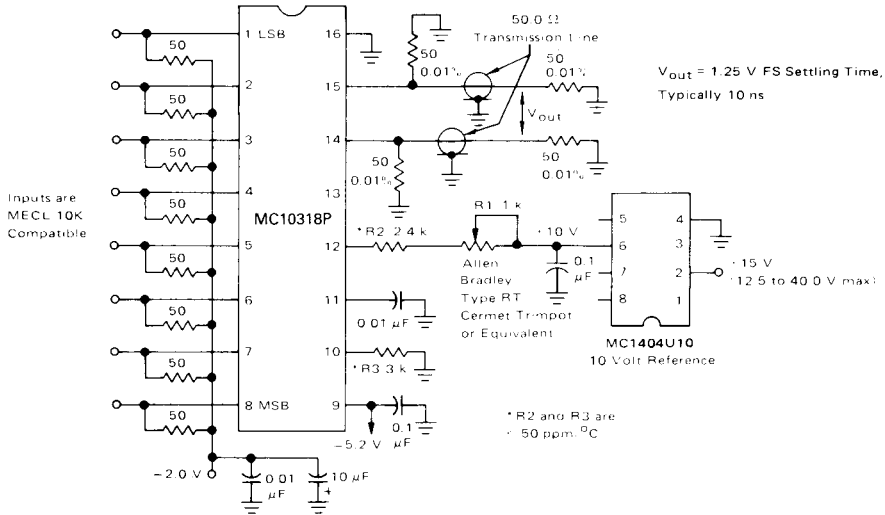 50
1 LSB
16
50
2
15
50
3
14
50
4
13
50
5
12
50
6
11
50
7
10
50
8 MSB
9
MC10318P
Inputs are
MECL 10K
Compatible
-2.0 V
0.01
μF
10 μF
+
50
0.01%
50.0 Ω
Transmission Line
50
0.01%
Vout
50
0.01%
50
0.01%
Vout = 1.25 V FS Settling Time,
Typically 10 ns
*R2 2.4 k
R1 1 k
Allen
Bradley
Type RT
Cermet Trimpot
or Equivalent
+10 V
0.1
μF
0.01 μF
*R3 3 k
-5.2 V
0.1
μF
5
4
6
3
7
2
8
1
MC1404U10
10 Volt Reference
+15 V
(12.5 to 40.0 V max)
*R2 and R3 are
50 ppm °C